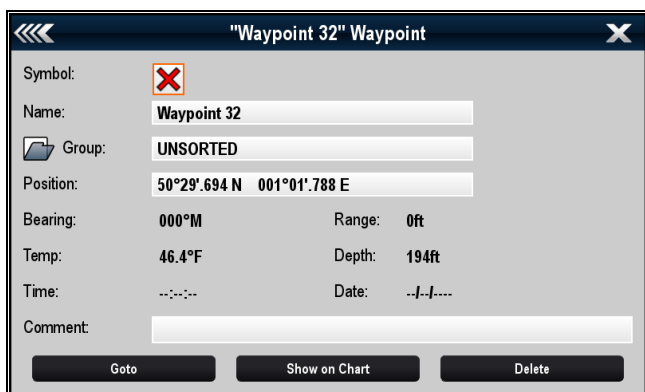 "Waypoint 32" Waypoint
Symbol:
Name: Waypoint 32
Group: UNSORTED
Position: 50°29'.694 N 001°01'.788 E
Bearing: 000°M Range: 0ft
Temp: 46.4°F Depth: 194ft
Time: --:--:-- Date: --/--/----
Comment:
Goto Show on Chart Delete